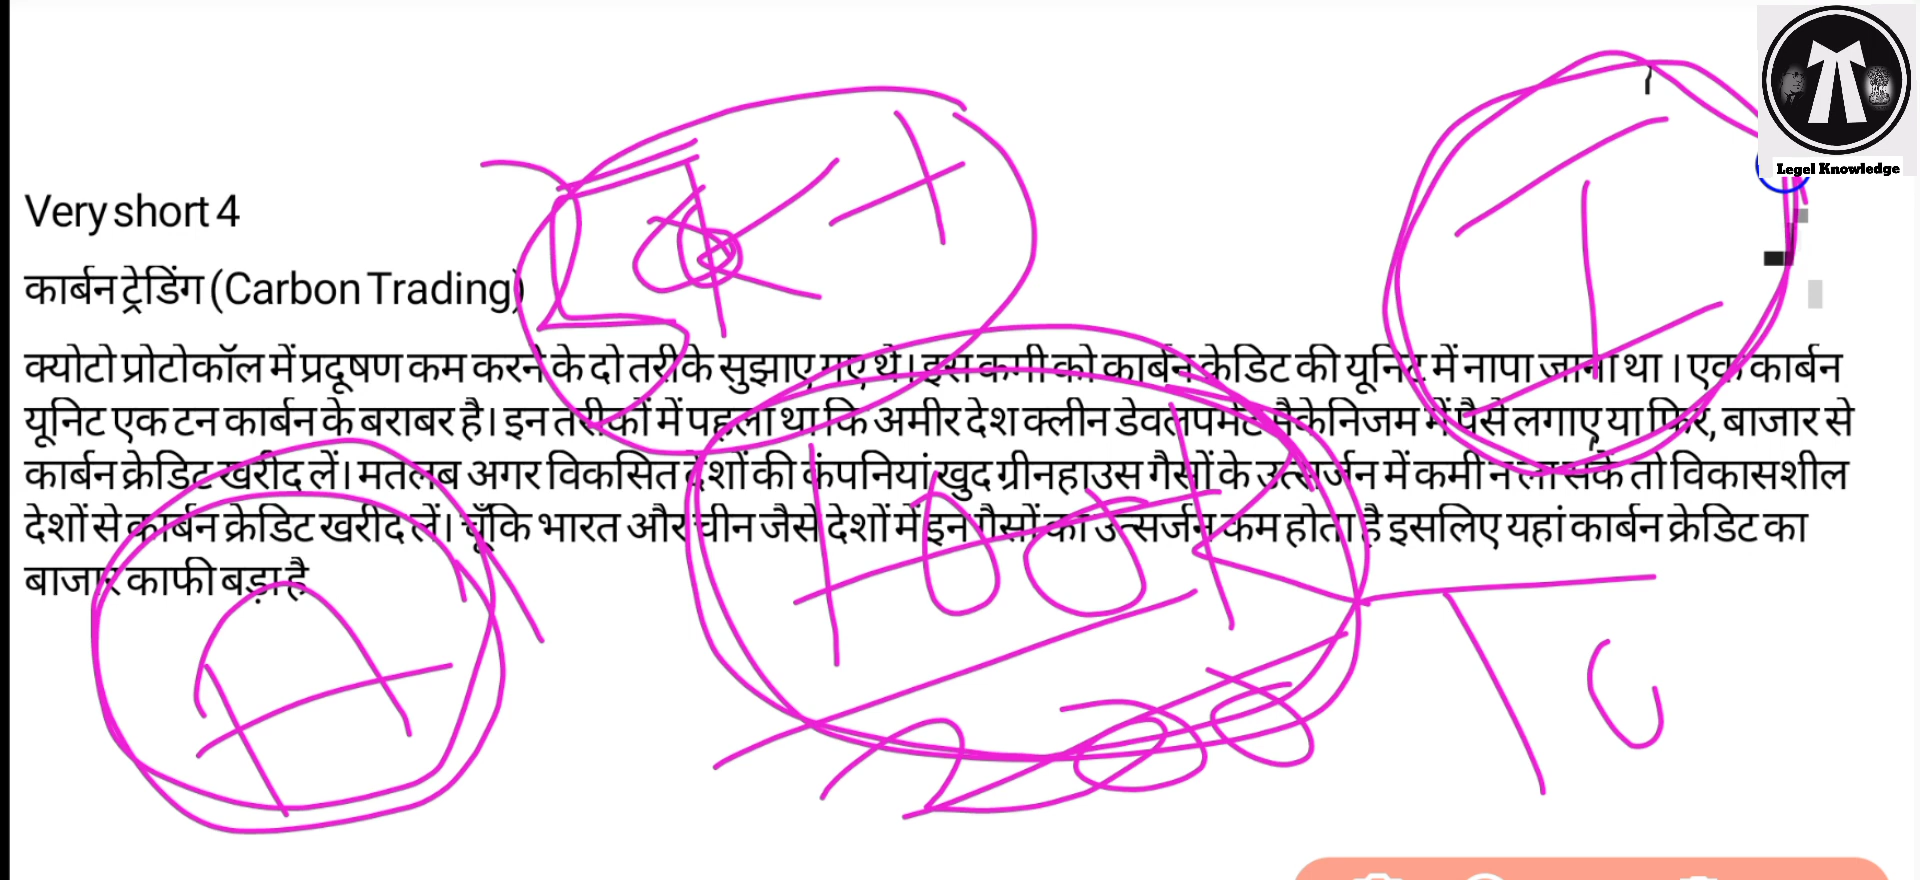 Legel Knowledge
Very short 4
कार्बन ट्रेडिंग (Carbon Trading)
क्योटो प्रोटोकॉल में प्रदूषण कम करने के दो तरीके सुझाए गए थे। इस कमी को कार्बन क्रेडिट की यूनिट में नापा जाना था । एक कार्बन
यूनिट एक टन कार्बन के बराबर है। इन तरीकों में पहला था कि अमीर देश क्लीन डेवलपमेंट मैकेनिजम में पैसे लगाए या फिर, बाजार से
कार्बन क्रेडिट खरीद लें। मतलब अगर विकसित देशों की कंपनियां खुद ग्रीनहाउस गैसों के उत्सर्जन में कमी न ला सकें तो विकासशील
देशों से कार्बन क्रेडिट खरीद लें। चूँकि भारत और चीन जैसे देशों में इन गैसों का उत्सर्जन कम होता है इसलिए यहां कार्बन क्रेडिट का
बाजार काफी बड़ा है